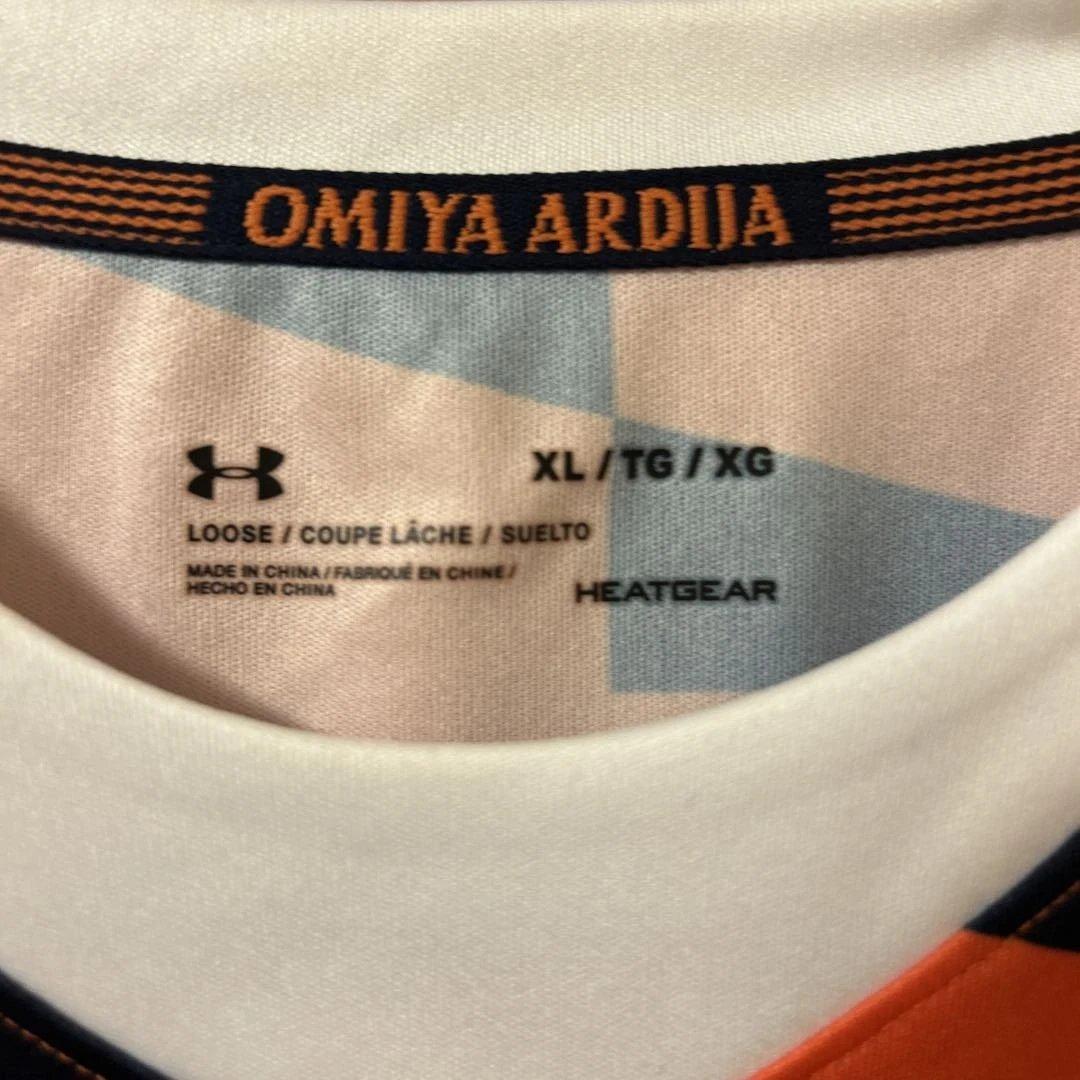 OMIYA ARDIJA
XL / TG / XG
LOOSE / COUPE LÂCHE / SUELTO
MADE IN CHINA / FABRIQUÉ EN CHINE /
HECHO EN CHINA
HEATGEAR